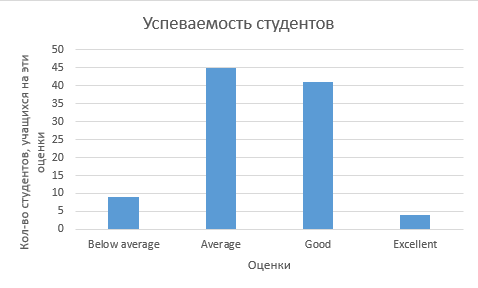 Успеваемость студентов
Кол-во студентов, учащихся на эти
оценки
50
45
40
35
30
25
20
15
10
5
0
Below average
Average
Good
Excellent
Оценки